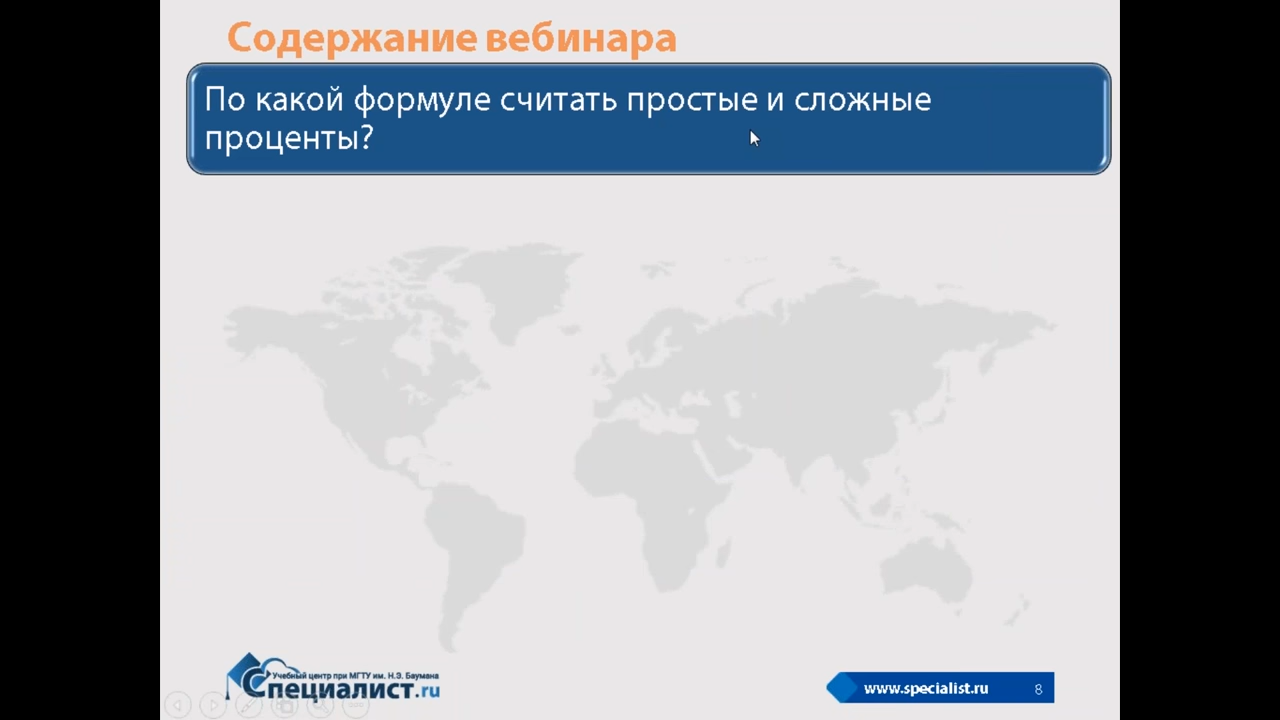 Содержание вебинара
По какой формуле считать простые и сложные
проценты?
Учебный центр при МГТУ им. Н.Э. Баумана
Специалист.ru
www.specialist.ru
8